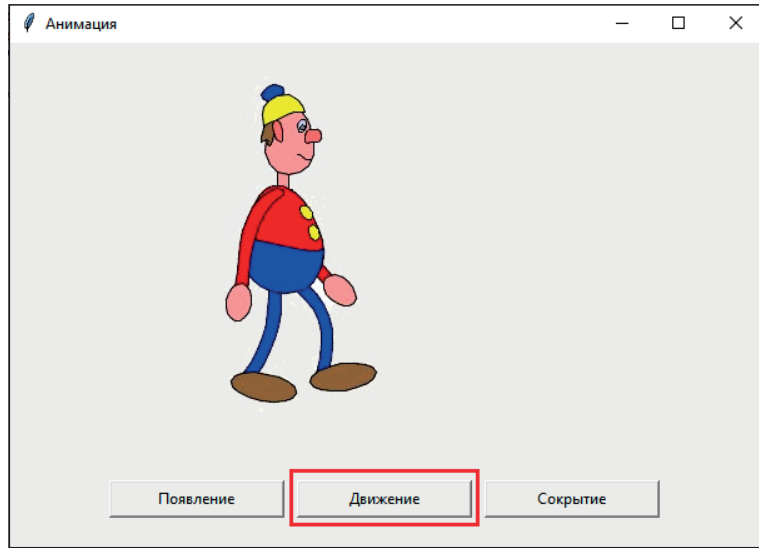 Анимация
Появление
Движение
Сокрытие